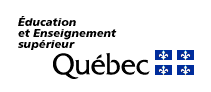 Éducation
et Enseignement
supérieur
Québec